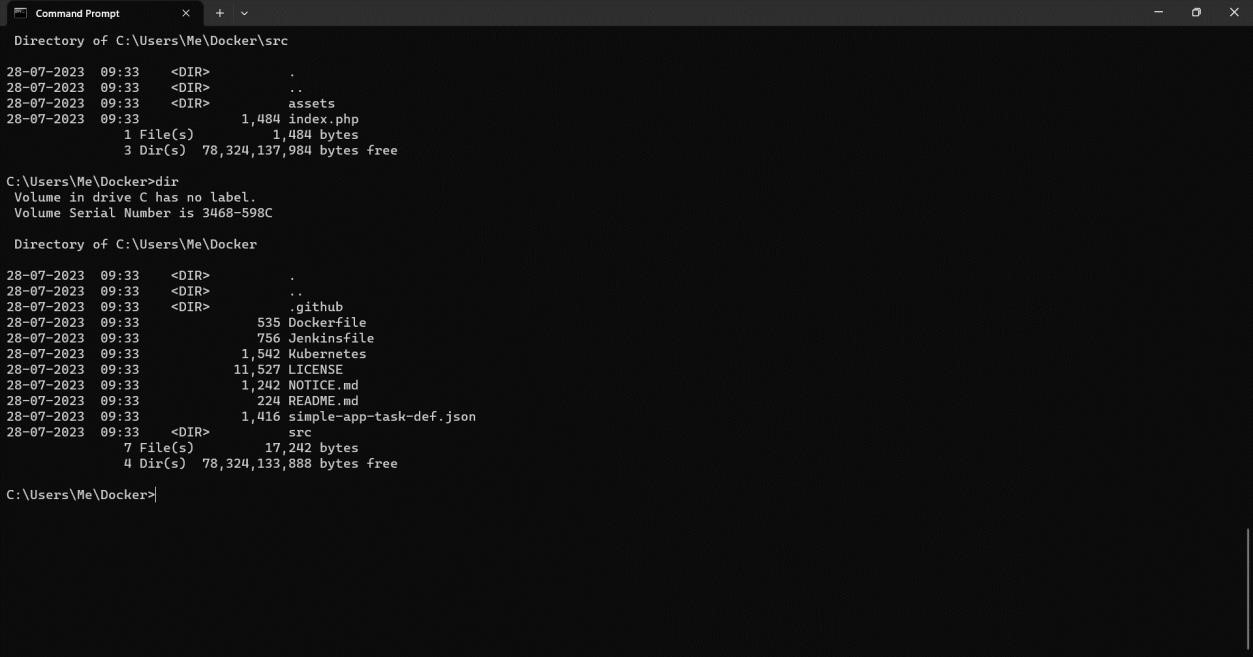 Command Prompt
 Directory of C:\Users\Me\Docker\src
28-07-2023  09:33    <DIR>          .
28-07-2023  09:33    <DIR>          ..
28-07-2023  09:33    <DIR>          assets
28-07-2023  09:33             1,484 index.php
               1 File(s)          1,484 bytes
               3 Dir(s)  78,324,137,984 bytes free
C:\Users\Me\Docker>dir
 Volume in drive C has no label.
 Volume Serial Number is 3468-598C
 Directory of C:\Users\Me\Docker
28-07-2023  09:33    <DIR>          .
28-07-2023  09:33    <DIR>          ..
28-07-2023  09:33    <DIR>          .github
28-07-2023  09:33               535 Dockerfile
28-07-2023  09:33               756 Jenkinsfile
28-07-2023  09:33             1,542 Kubernetes
28-07-2023  09:33            11,527 LICENSE
28-07-2023  09:33             1,242 NOTICE.md
28-07-2023  09:33               224 README.md
28-07-2023  09:33             1,416 simple-app-task-def.json
28-07-2023  09:33    <DIR>          src
               7 File(s)         17,242 bytes
               4 Dir(s)  78,324,133,888 bytes free
C:\Users\Me\Docker>